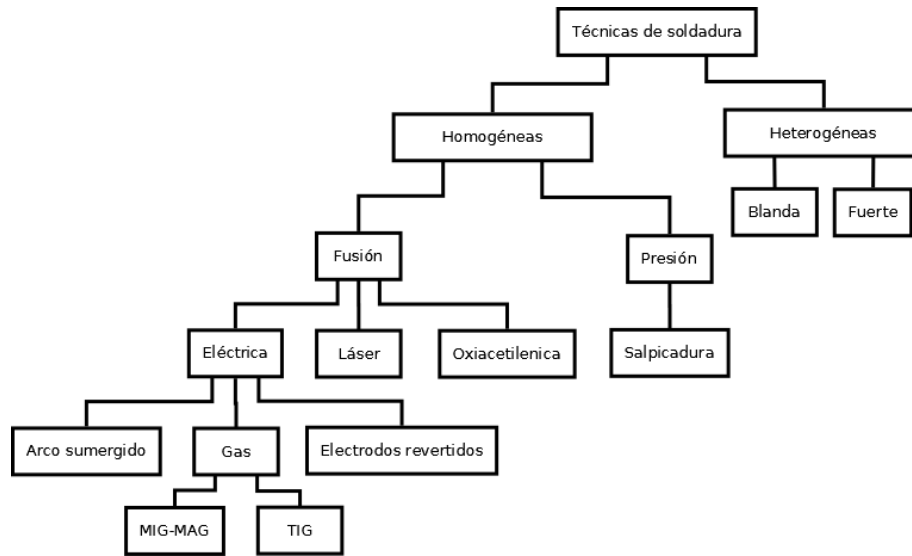 Técnicas de soldadura
Homogéneas
Heterogéneas
Blanda
Fuerte
Fusión
Presión
Eléctrica
Láser
Oxiacetilenica
Salpicadura
Arco sumergido
Gas
Electrodos revertidos
MIG-MAG
TIG